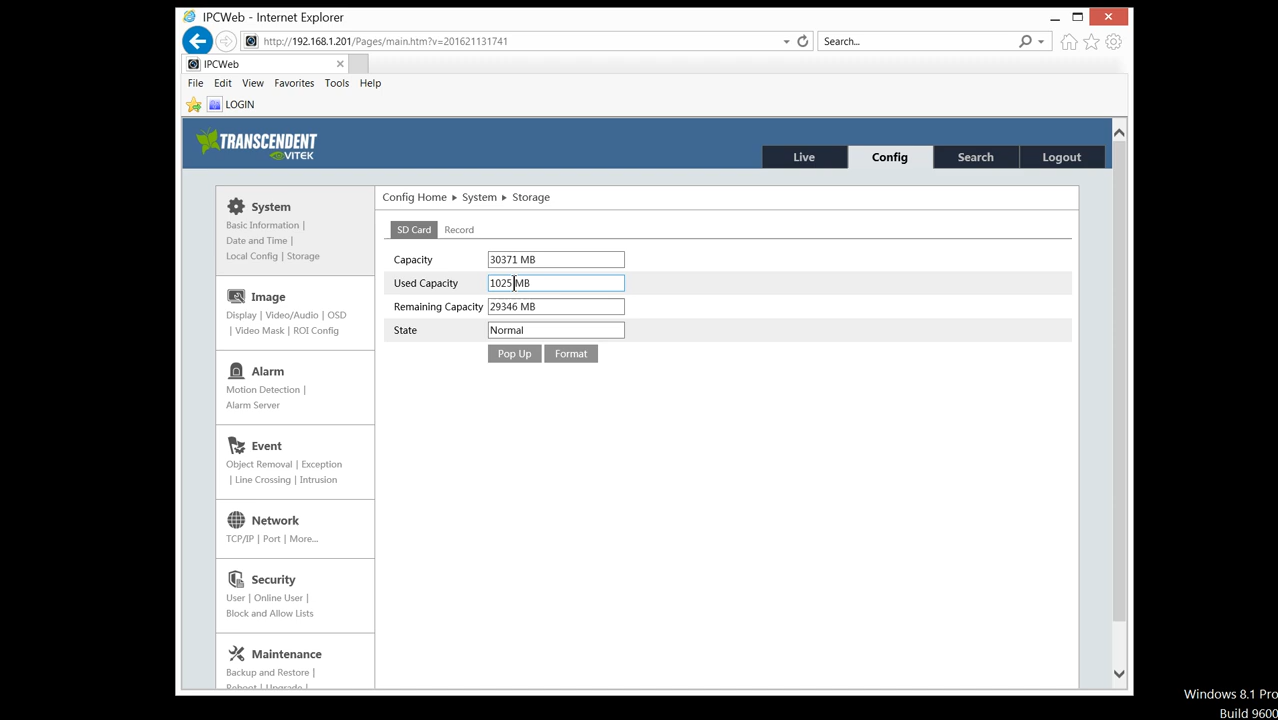 IPCWeb - Internet Explorer
http://192.168.1.201/Pages/main.htm?v=201621131741
Search...
IPCWeb
File Edit View Favorites Tools Help
LOGIN
TRANSCENDENT
VITEK
Live Config Search Logout
System
Basic Information |
Date and Time |
Local Config | Storage
Image
Display | Video/Audio | OSD
| Video Mask | ROI Config
Alarm
Motion Detection |
Alarm Server
Event
Object Removal | Exception
| Line Crossing | Intrusion
Network
TCP/IP | Port | More...
Security
User | Online User |
Block and Allow Lists
Maintenance
Backup and Restore |
Reboot | Upgrade |
Config Home ▸ System ▸ Storage
SD Card Record
Capacity 30371 MB
Used Capacity 1025 MB
Remaining Capacity 29346 MB
State Normal
Pop Up Format
Windows 8.1 Pro
Build 9600